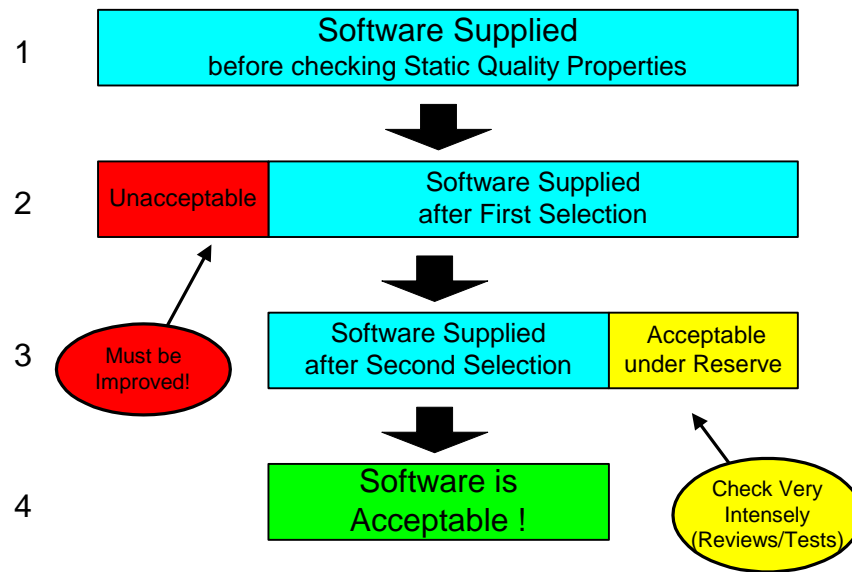 1
Software Supplied
before checking Static Quality Properties
2
Unacceptable
Software Supplied
after First Selection
3
Must be
Improved!
Software Supplied
after Second Selection
Acceptable
under Reserve
4
Software is
Acceptable !
Check Very
Intensely
(Reviews/Tests)